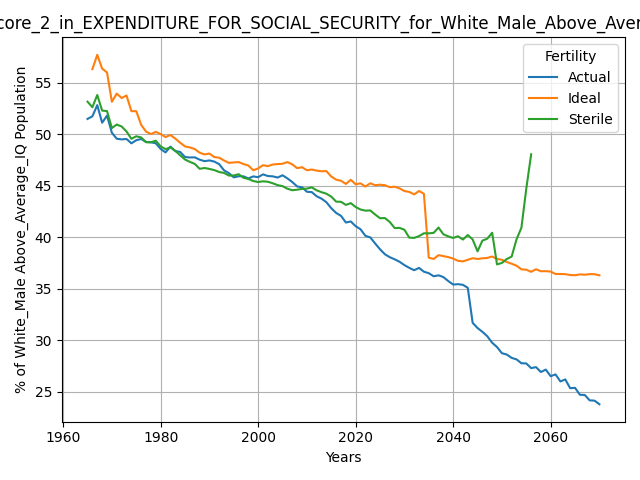 core_2_in_EXPENDITURE_FOR_SOCIAL_SECURITY_for_White_Male_Above_Aver
% of White_Male Above_Average_IQ Population
55
50
45
40
35
30
25
1960
1980
2000
2020
2040
2060
Years
Fertility
Actual
Ideal
Sterile